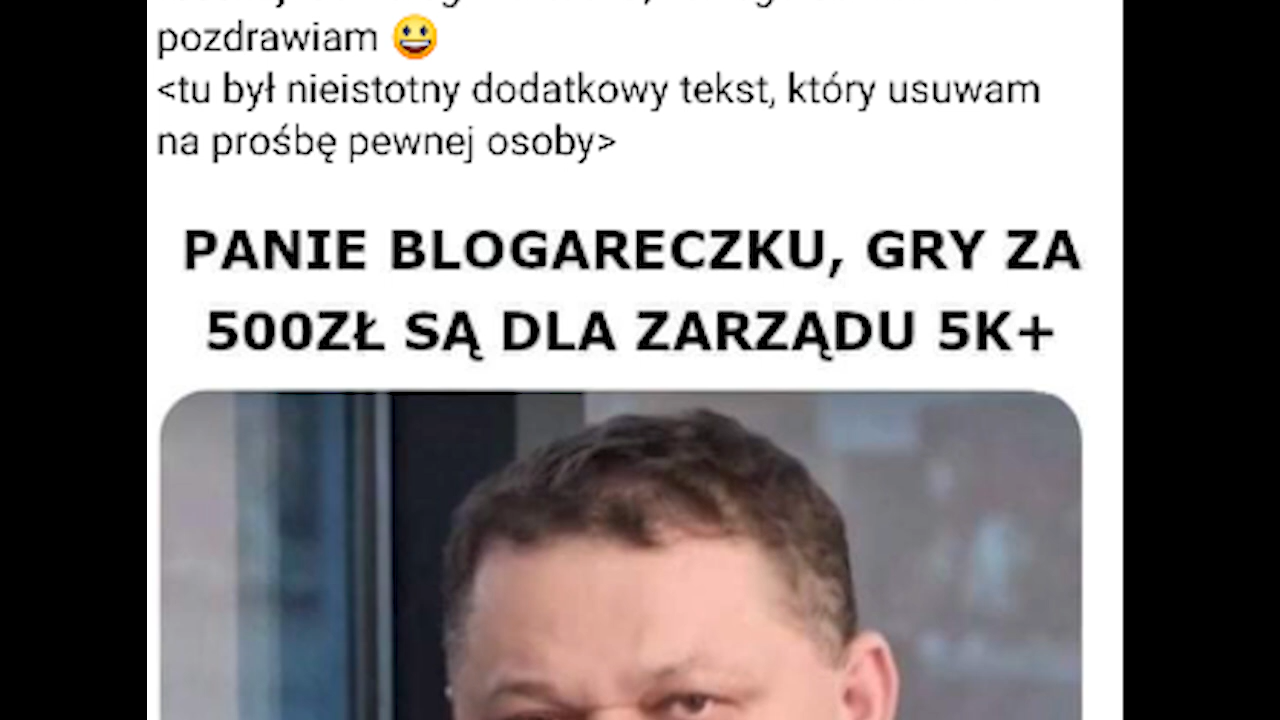 pozdrawiam 😃
<tu był nieistotny dodatkowy tekst, który usuwam
na prośbę pewnej osoby>
PANIE BLOGARECZKU, GRY ZA
500ZŁ SĄ DLA ZARZĄDU 5K+